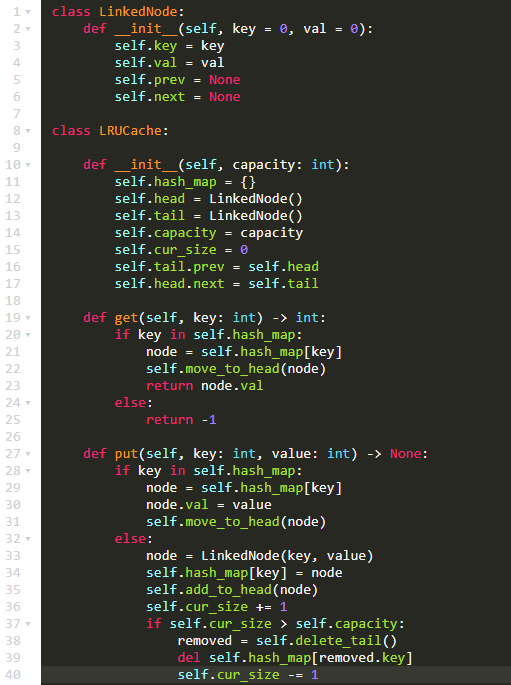 1 class LinkedNode:
2     def __init__(self, key = 0, val = 0):
3         self.key = key
4         self.val = val
5         self.prev = None
6         self.next = None
7
8 class LRUCache:
9
10     def __init__(self, capacity: int):
11         self.hash_map = {}
12         self.head = LinkedNode()
13         self.tail = LinkedNode()
14         self.capacity = capacity
15         self.cur_size = 0
16         self.tail.prev = self.head
17         self.head.next = self.tail
18
19     def get(self, key: int) -> int:
20         if key in self.hash_map:
21             node = self.hash_map[key]
22             self.move_to_head(node)
23             return node.val
24         else:
25             return -1
26
27     def put(self, key: int, value: int) -> None:
28         if key in self.hash_map:
29             node = self.hash_map[key]
30             node.val = value
31             self.move_to_head(node)
32         else:
33             node = LinkedNode(key, value)
34             self.hash_map[key] = node
35             self.add_to_head(node)
36             self.cur_size += 1
37             if self.cur_size > self.capacity:
38                 removed = self.delete_tail()
39                 del self.hash_map[removed.key]
40                 self.cur_size -= 1